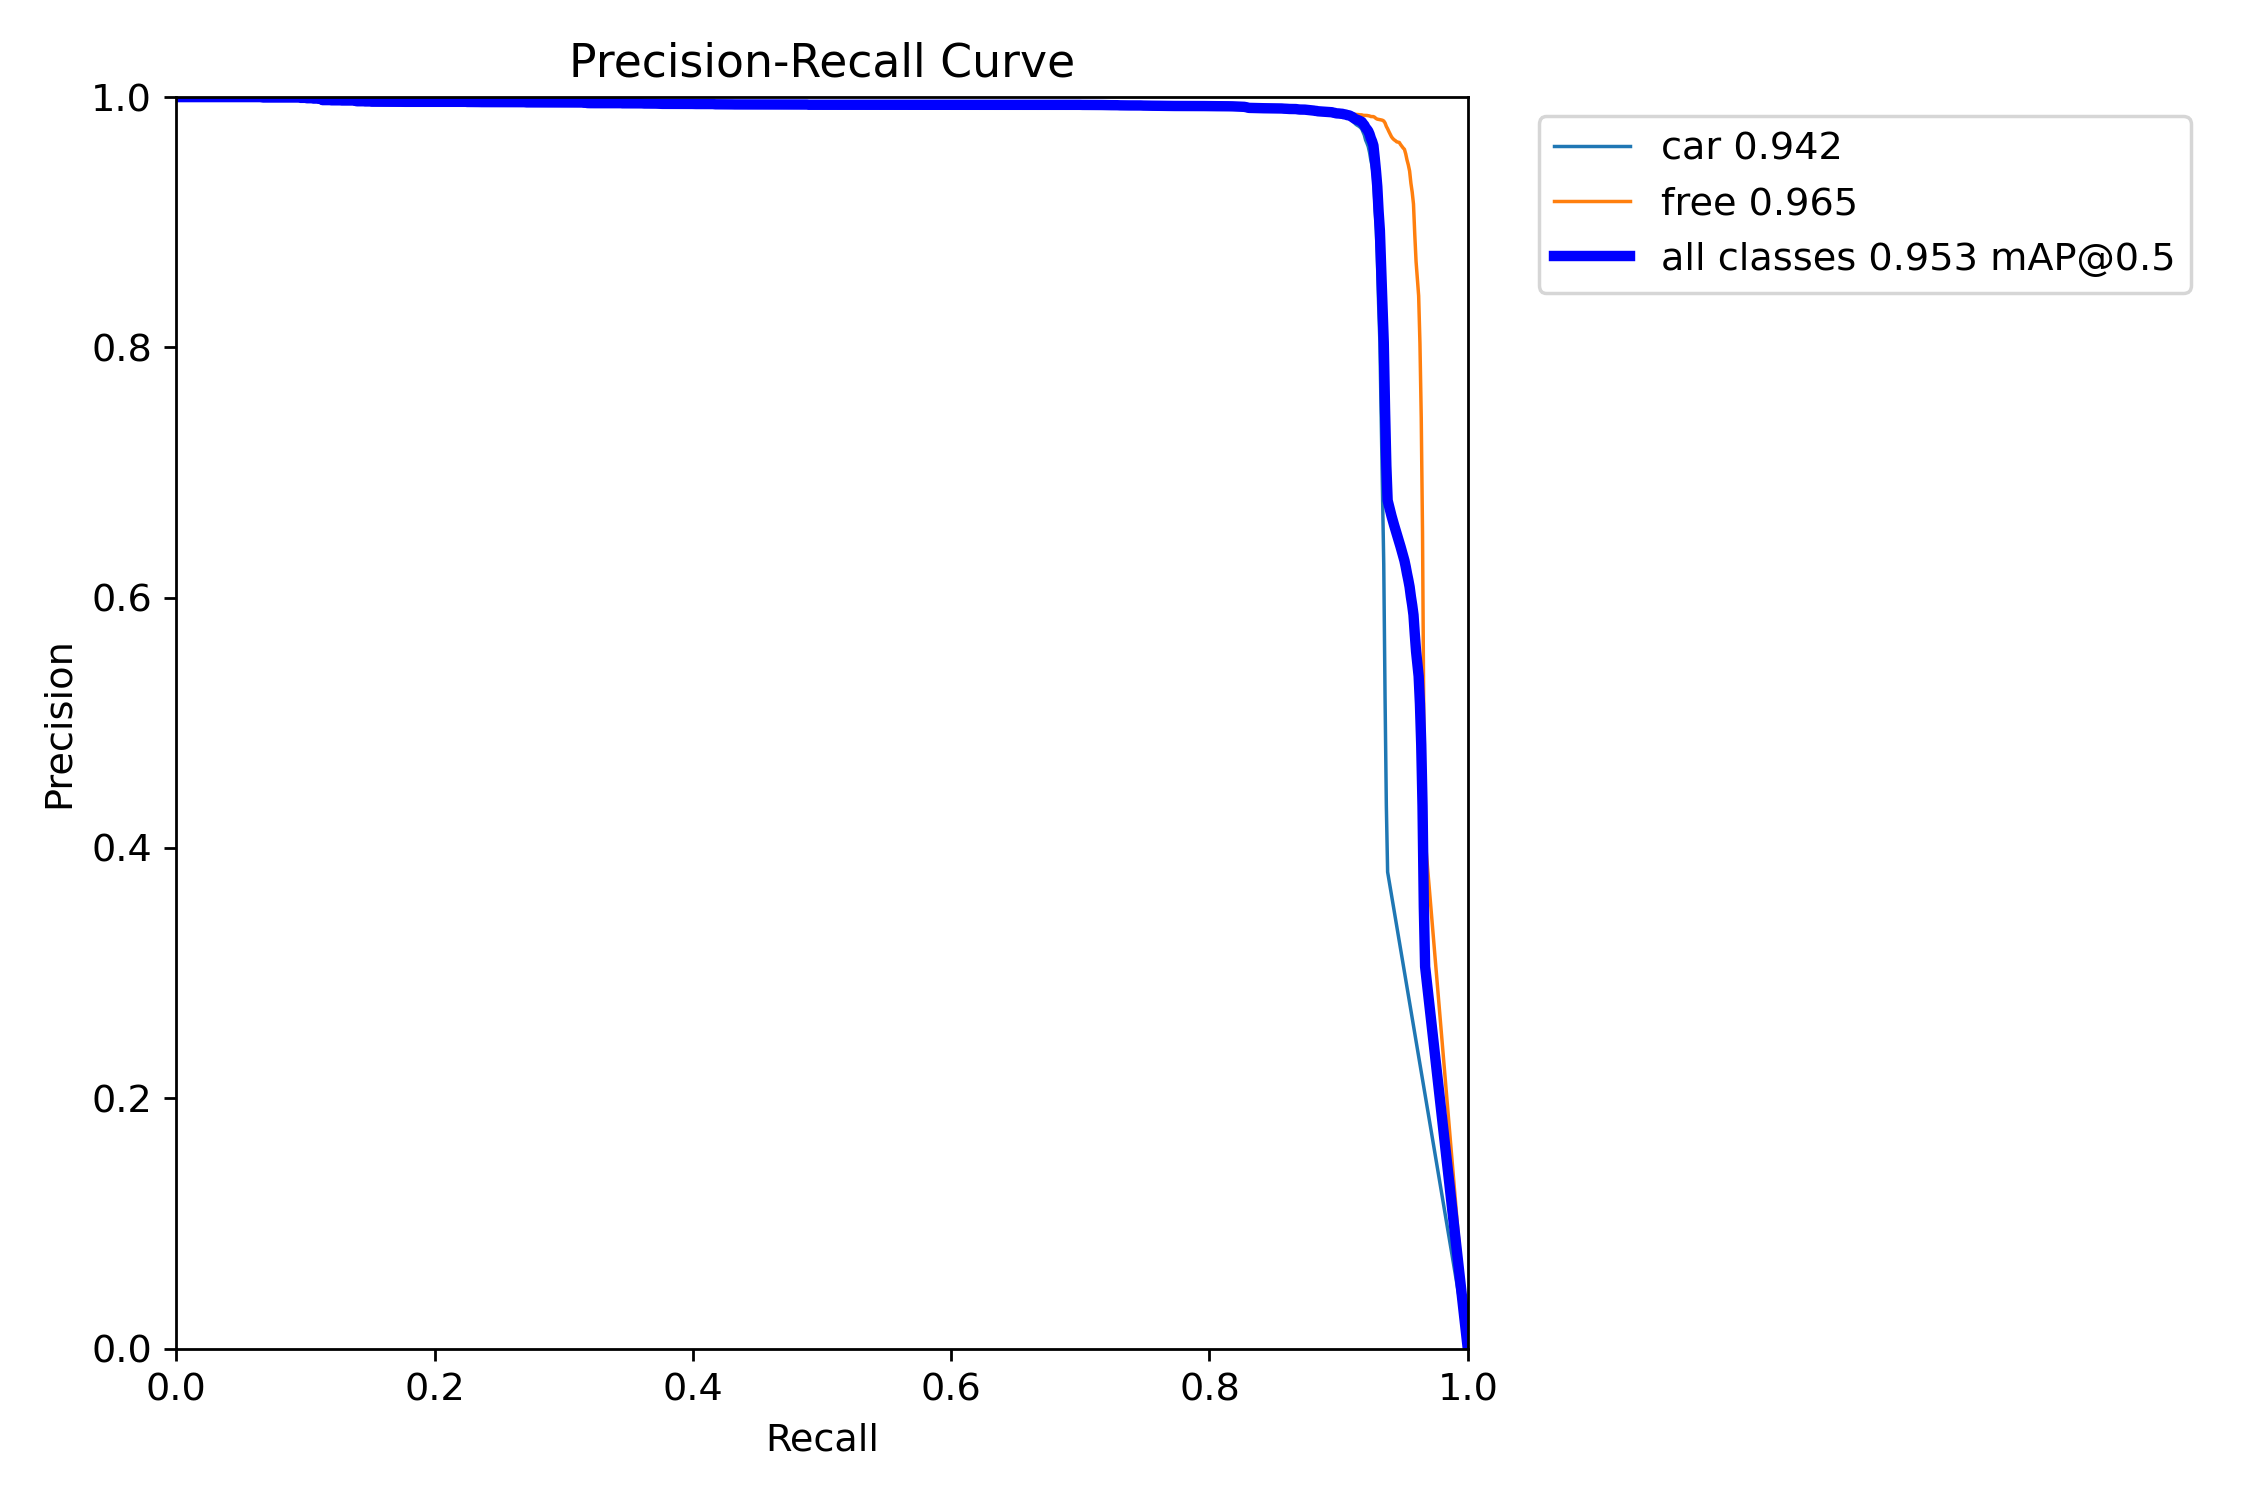 Precision-Recall Curve
1.0
0.8
0.6
0.4
0.2
0.0
Precision
0.0 0.2 0.4 0.6 0.8 1.0
Recall
car 0.942
free 0.965
all classes 0.953 mAP@0.5